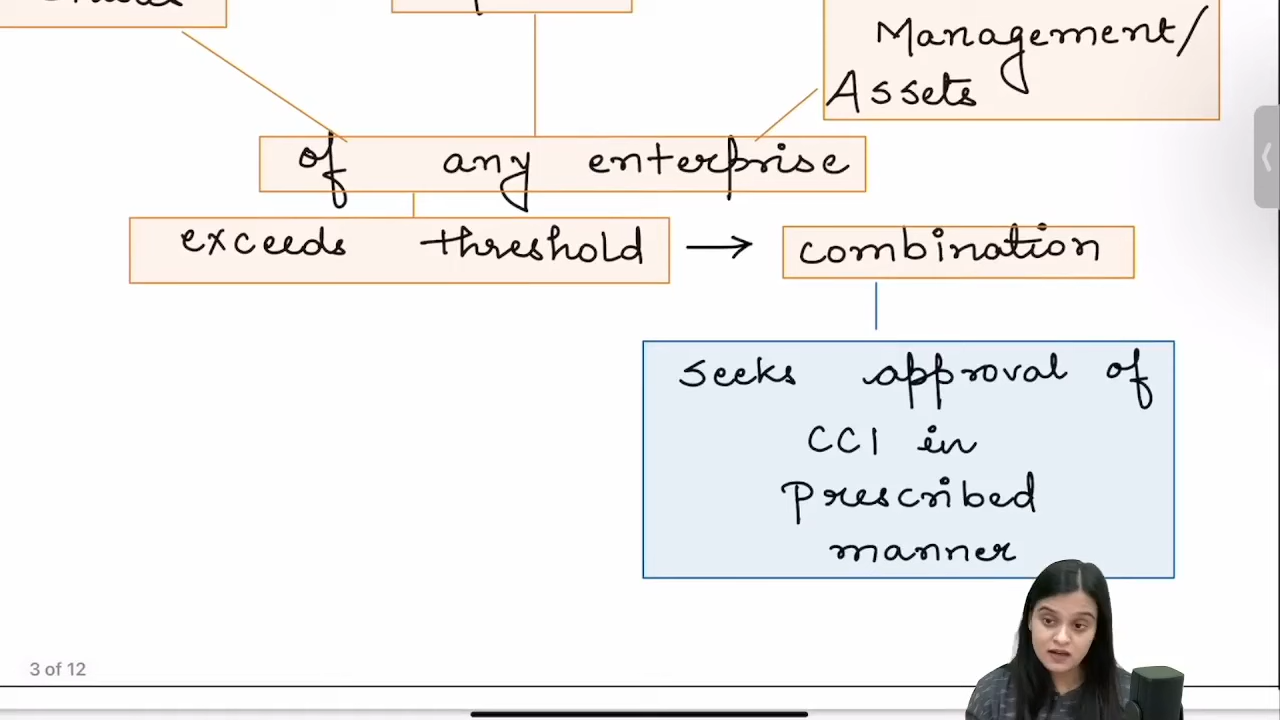 Management/
Assets
of any enterprise
exceeds threshold → combination
seeks approval of
CCI in
Prescribed
manner
3 of 12